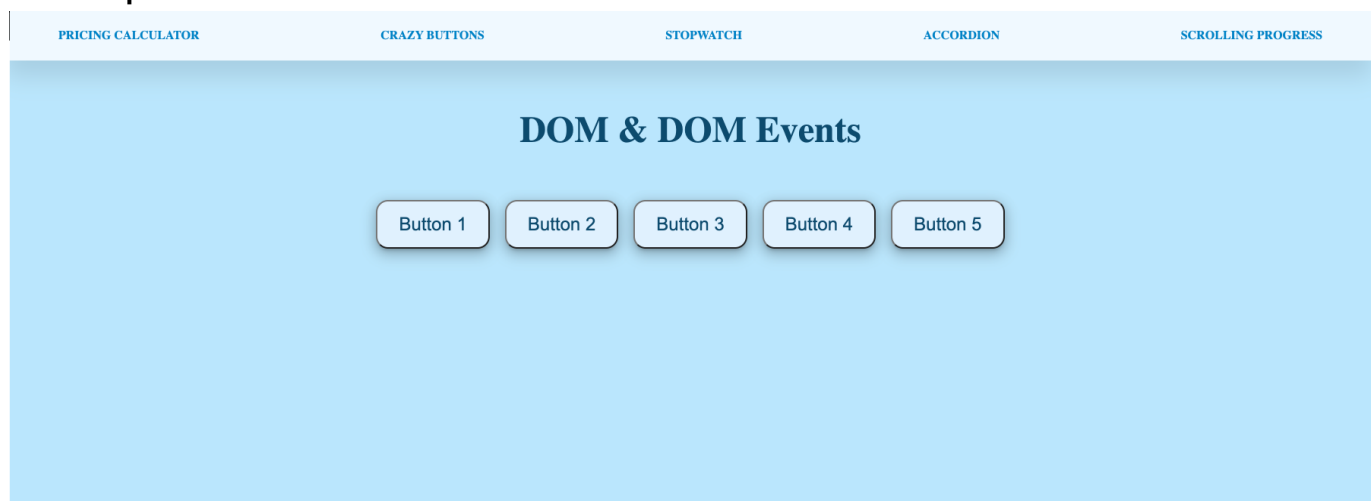 PRICING CALCULATOR CRAZY BUTTONS STOPWATCH ACCORDION SCROLLING PROGRESS
DOM & DOM Events
Button 1 Button 2 Button 3 Button 4 Button 5